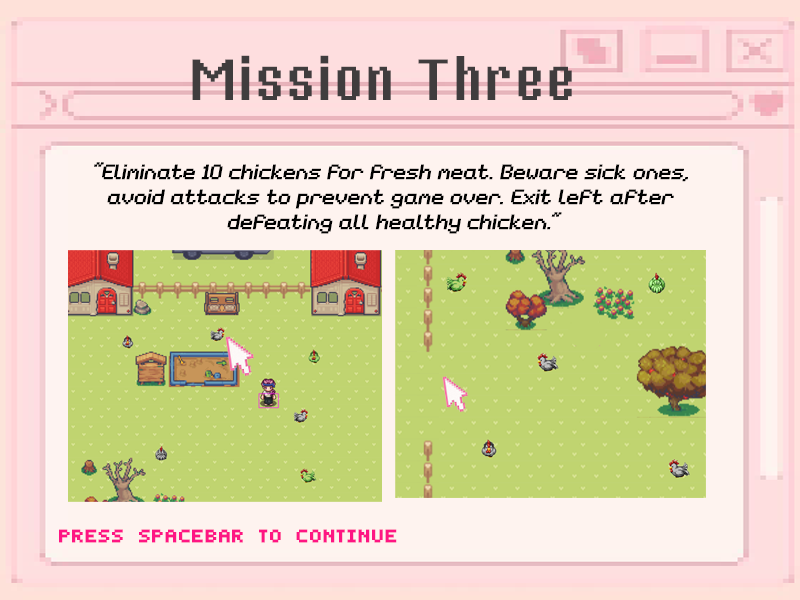 Mission Three
"Eliminate 10 chickens for fresh meat. Beware sick ones,
avoid attacks to prevent game over. Exit left after
defeating all healthy chicken."
PRESS SPACEBAR TO CONTINUE